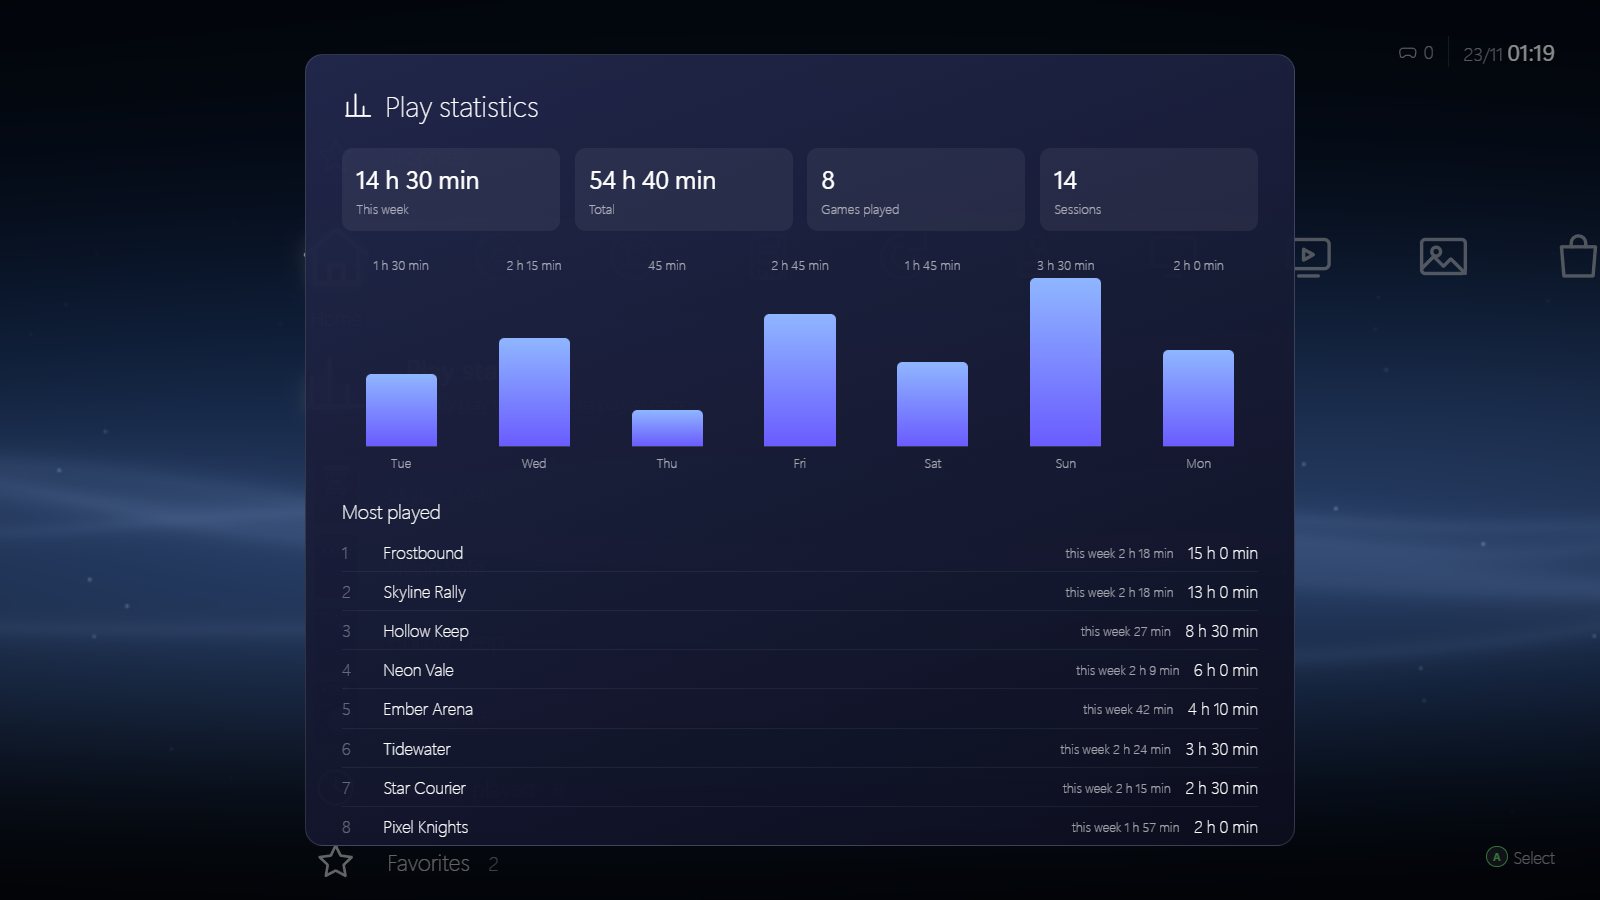 0 23/11 01:19
Play statistics
14 h 30 min
This week
54 h 40 min
Total
8
Games played
14
Sessions
1 h 30 min 2 h 15 min 45 min 2 h 45 min 1 h 45 min 3 h 30 min 2 h 0 min
Tue Wed Thu Fri Sat Sun Mon
Most played
1 Frostbound this week 2 h 18 min 15 h 0 min
2 Skyline Rally this week 2 h 18 min 13 h 0 min
3 Hollow Keep this week 27 min 8 h 30 min
4 Neon Vale this week 2 h 9 min 6 h 0 min
5 Ember Arena this week 42 min 4 h 10 min
6 Tidewater this week 2 h 24 min 3 h 30 min
7 Star Courier this week 2 h 15 min 2 h 30 min
8 Pixel Knights this week 1 h 57 min 2 h 0 min
Favorites 2
A Select